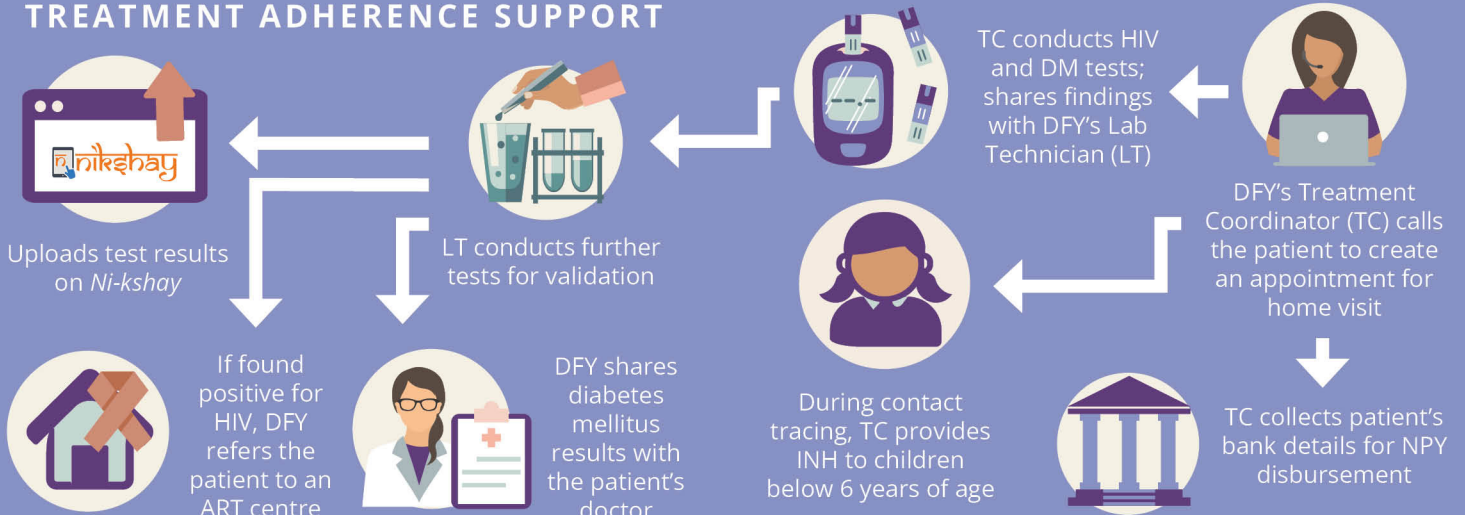 TREATMENT ADHERENCE SUPPORT
TC conducts HIV
and DM tests;
shares findings
with DFY's Lab
Technician (LT)
DFY's Treatment
Coordinator (TC) calls
the patient to create
an appointment for
home visit
nikshay
Uploads test results
on Ni-kshay
LT conducts further
tests for validation
If found
positive for
HIV, DFY
refers the
patient to an
ART centre
DFY shares
diabetes
mellitus
results with
the patient's
doctor
During contact
tracing, TC provides
INH to children
below 6 years of age
TC collects patient's
bank details for NPY
disbursement